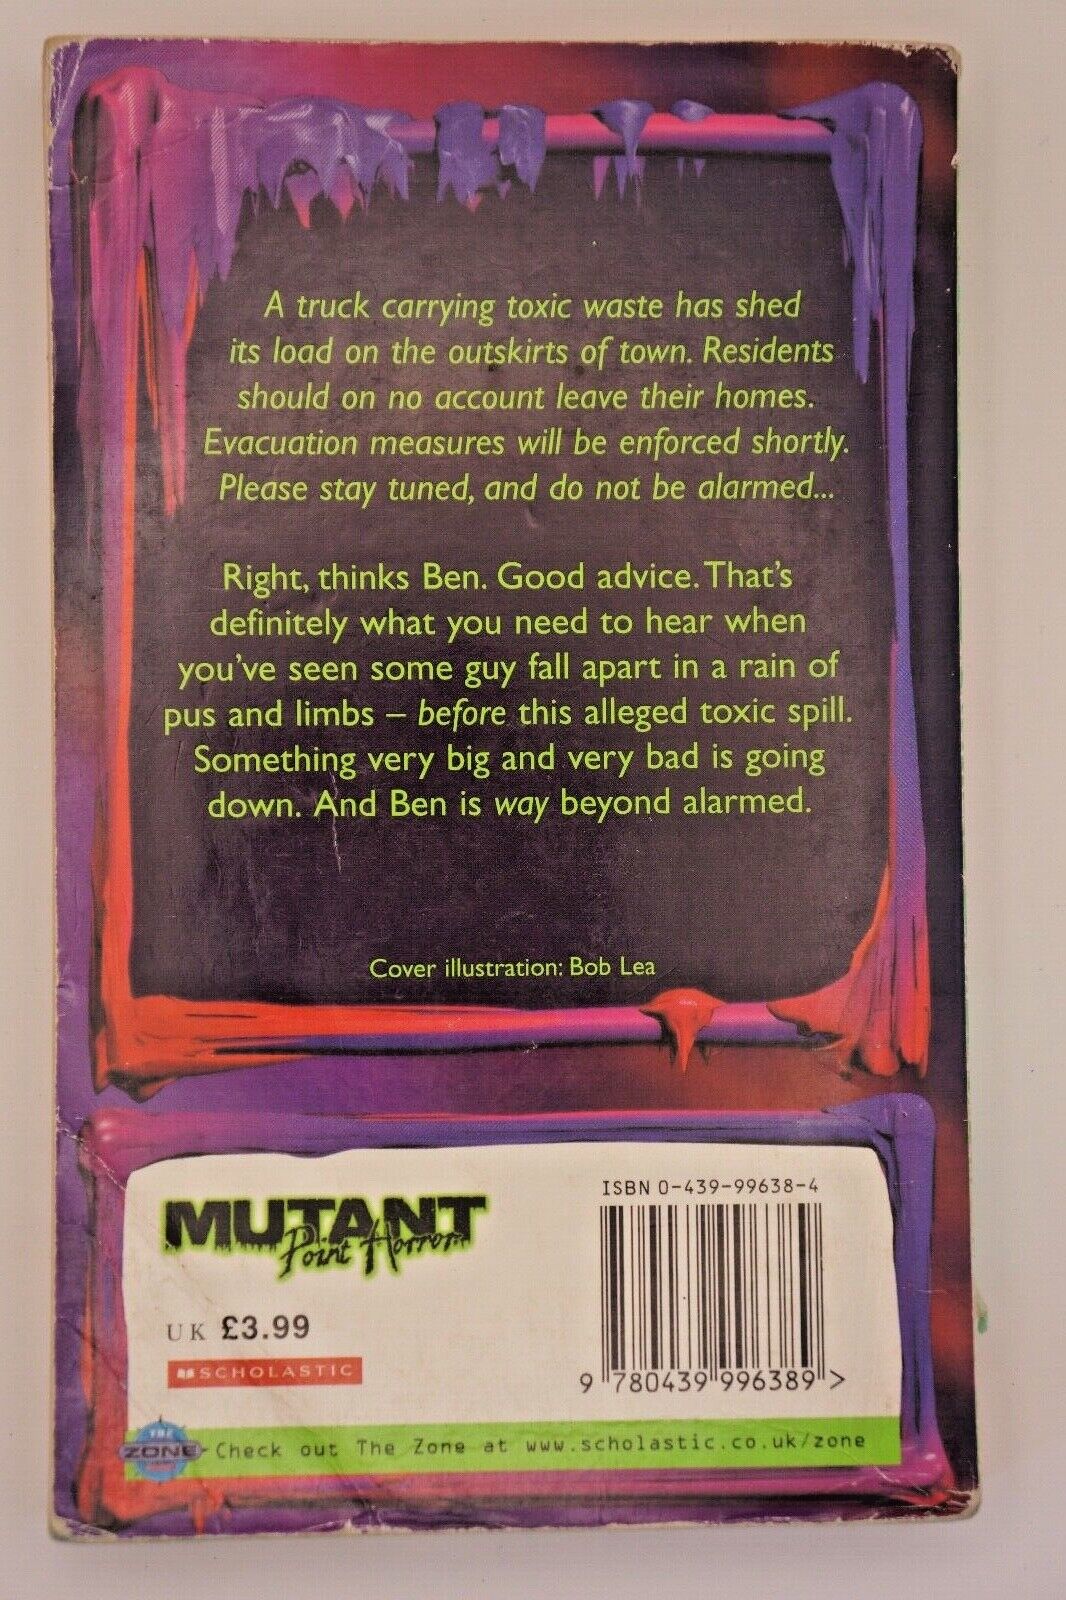 A truck carrying toxic waste has shed
its load on the outskirts of town. Residents
should on no account leave their homes.
Evacuation measures will be enforced shortly.
Please stay tuned, and do not be alarmed...
Right, thinks Ben. Good advice. That's
definitely what you need to hear when
you've seen some guy fall apart in a rain of
pus and limbs – before this alleged toxic spill.
Something very big and very bad is going
down. And Ben is way beyond alarmed.
Cover illustration: Bob Lea
MUTANT
Point Horror
UK £3.99
SCHOLASTIC
ISBN 0-439-99638-4
9 780439 996389 >
THE
ZONE
Check out The Zone at www.scholastic.co.uk/zone